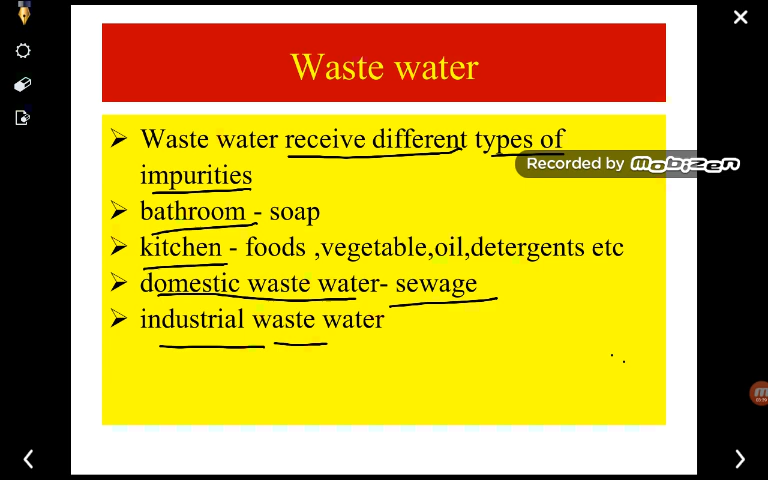 Waste water
Waste water receive different types of
Recorded by Mobizen
impurities
bathroom - soap
kitchen - foods ,vegetable,oil,detergents etc
domestic waste water- sewage
industrial waste water